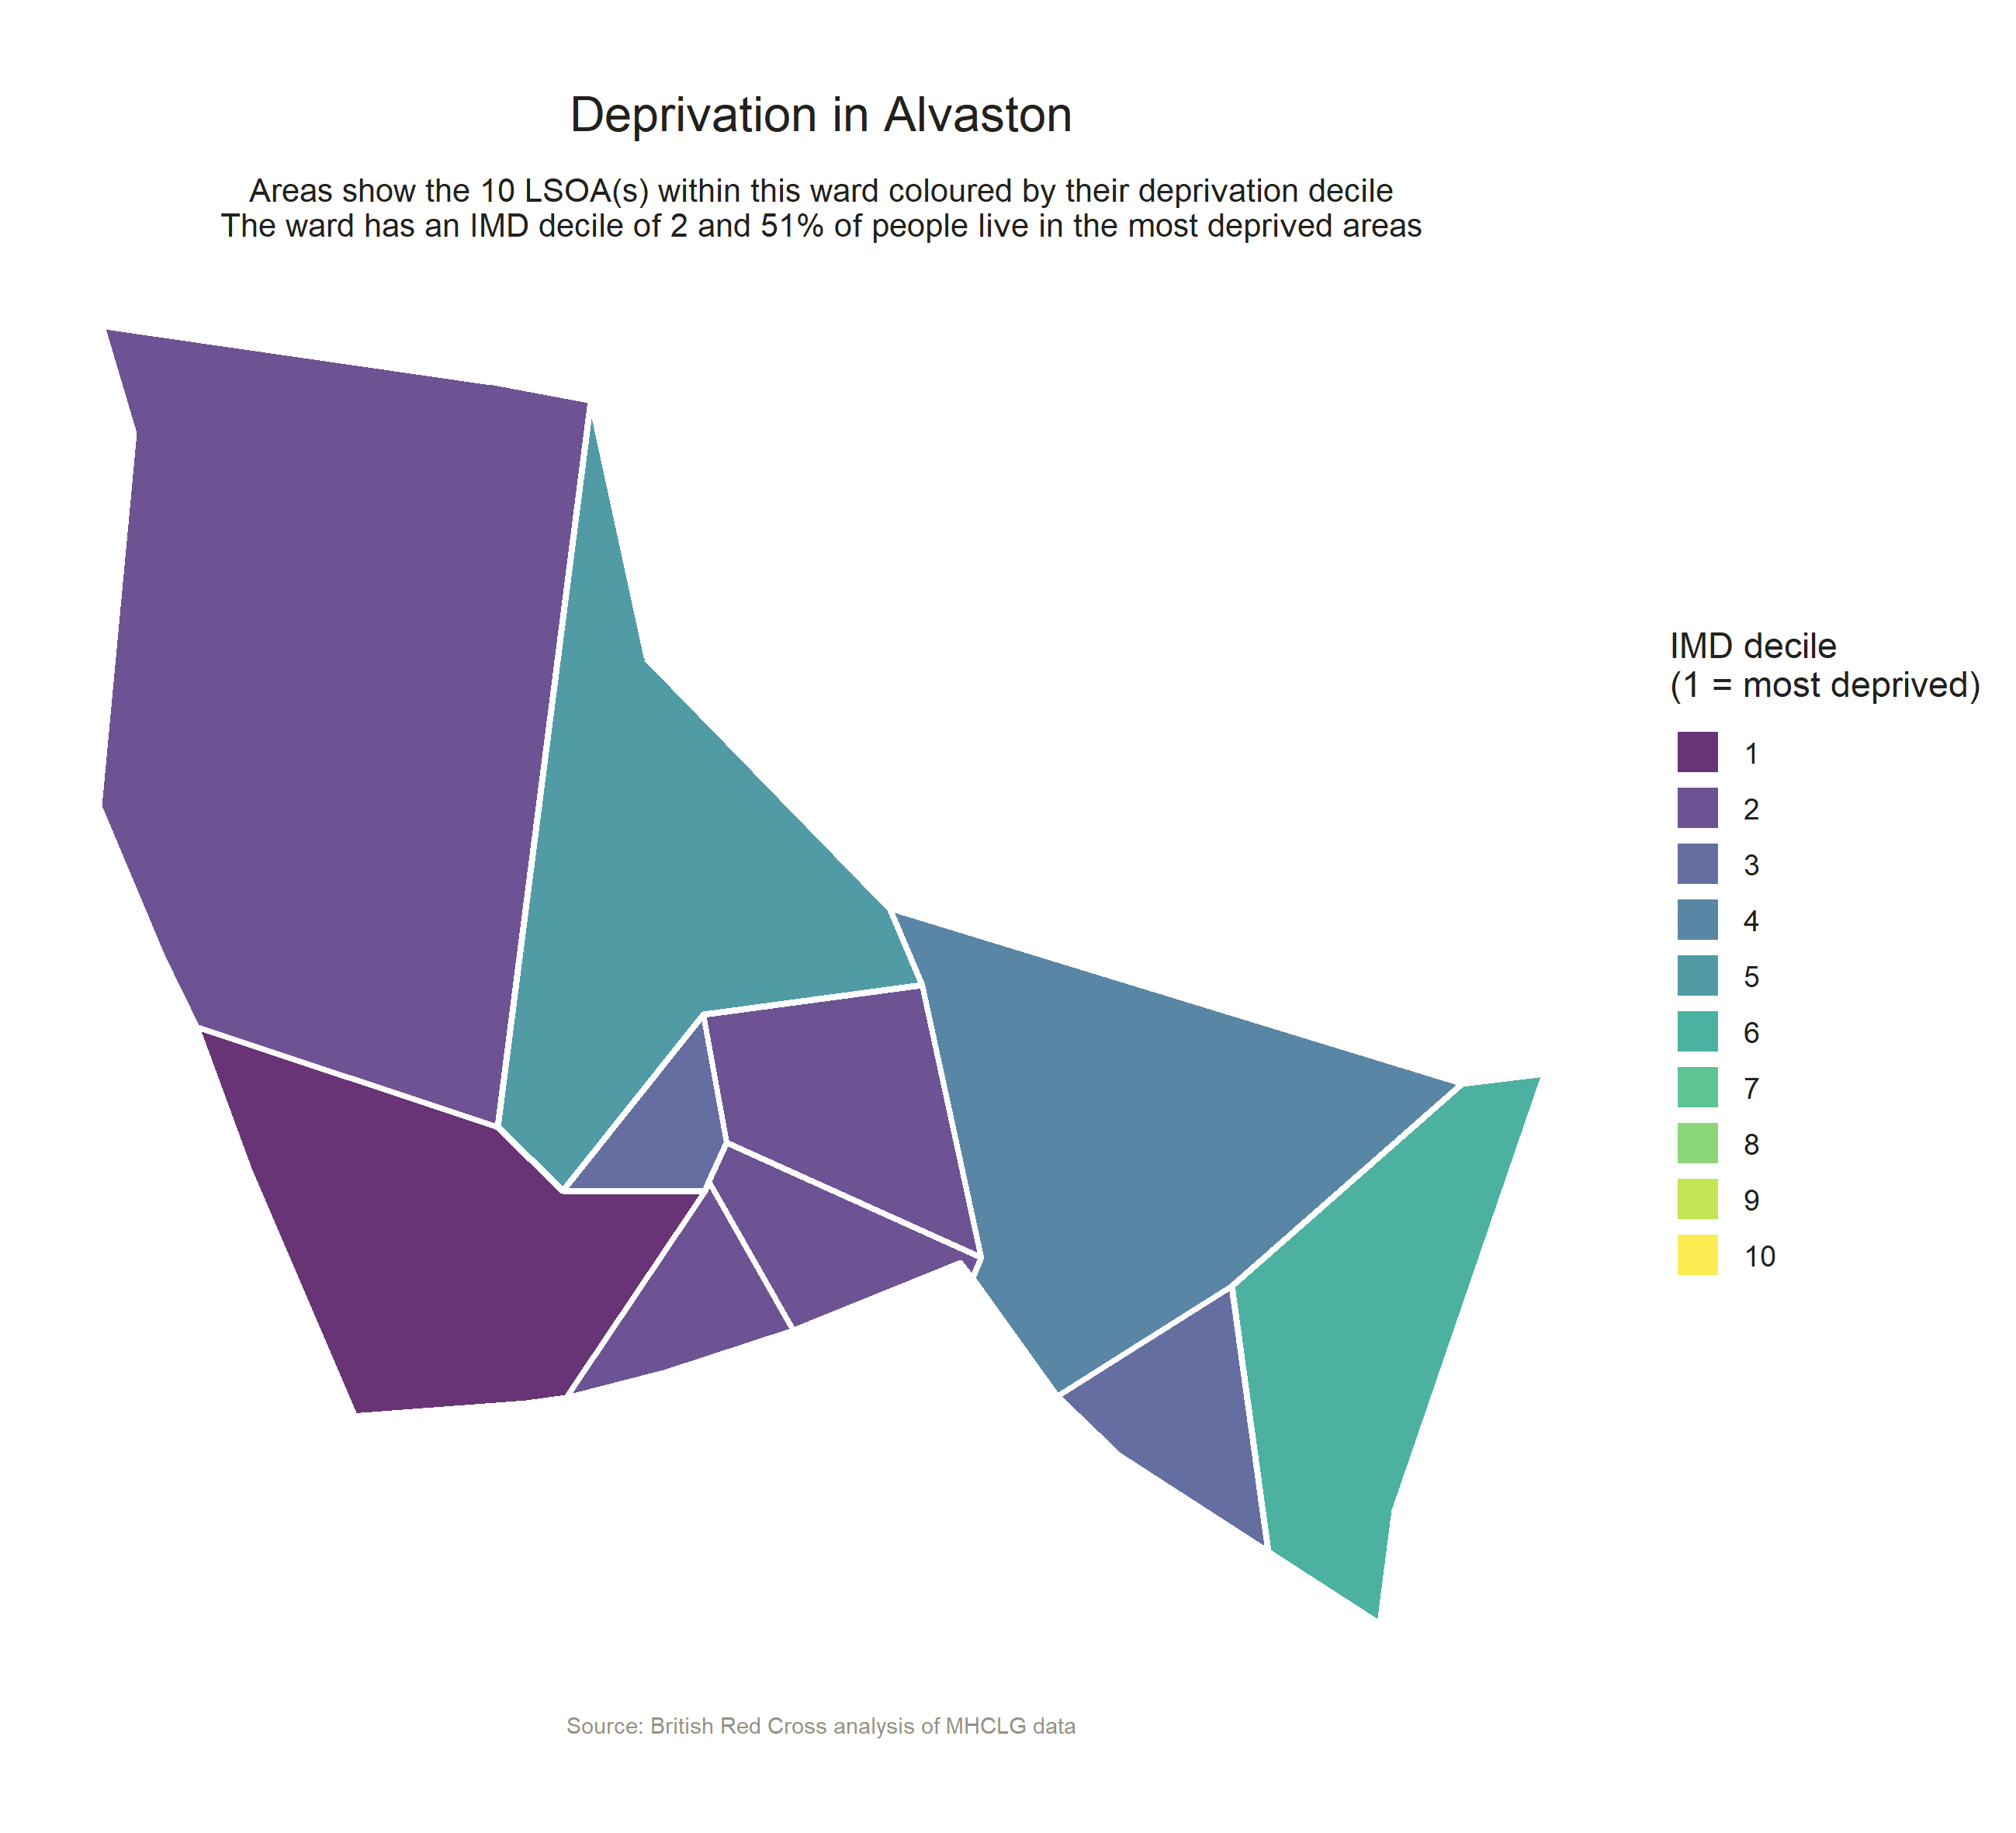 Deprivation in Alvaston
Areas show the 10 LSOA(s) within this ward coloured by their deprivation decile
The ward has an IMD decile of 2 and 51% of people live in the most deprived areas
IMD decile
(1 = most deprived)
1
2
3
4
5
6
7
8
9
10
Source: British Red Cross analysis of MHCLG data